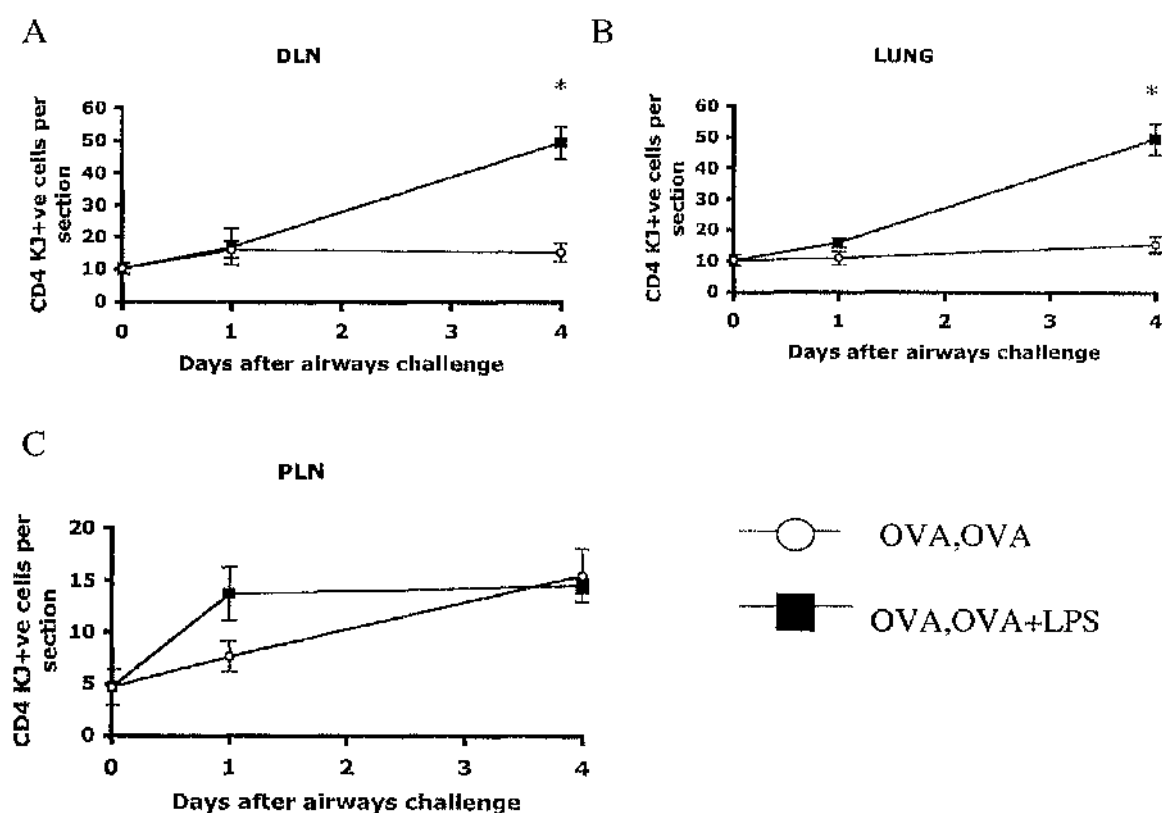 A
DLN
*
CD4 KJ+ve cells per
section
60
50
40
30
20
10
0
0 1 2 3 4
Days after airways challenge
B
LUNG
*
CD4 KJ+ve cells per
section
60
50
40
30
20
10
0
0 1 2 3 4
Days after airways challenge
C
PLN
CD4 KJ+ve cells per
section
20
15
10
5
0
0 1 2 3 4
Days after airways challenge
OVA,OVA
OVA,OVA+LPS